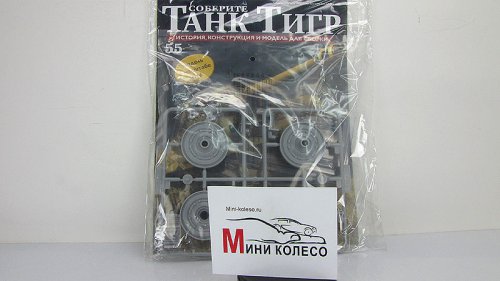 СОБЕРИТЕ
ТАНК ТИГР
ИСТОРИЯ, КОНСТРУКЦИЯ И МОДЕЛЬ ДЛЯ СБОРКИ
55
Mini-koleso.ru
МИНИ КОЛЕСО